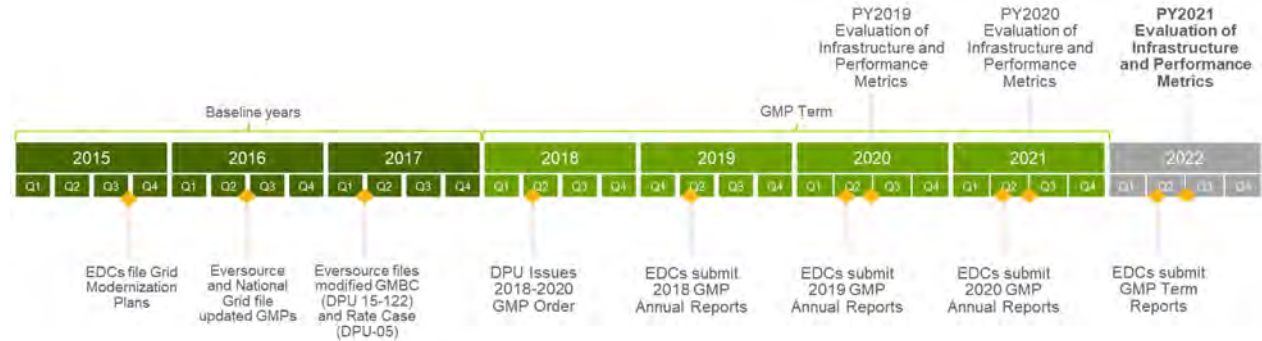 PY2019
Evaluation of
Infrastructure and
Performance
Metrics
PY2020
Evaluation of
Infrastructure and
Performance
Metrics
PY2021
Evaluation of
Infrastructure
and Performance
Metrics
Baseline years
GMP Term
2015 2016 2017 2018 2019 2020 2021 2022
Q1 Q2 Q3 Q4 Q1 Q2 Q3 Q4 Q1 Q2 Q3 Q4 Q1 Q2 Q3 Q4 Q1 Q2 Q3 Q4 Q1 Q2 Q3 Q4 Q1 Q2 Q3 Q4 Q1 Q2 Q3 Q4
EDCs file Grid
Modernization
Plans
Eversource
and National
Grid file
updated GMPs
Eversource files
modified GMBC
(DPU 15-122)
and Rate Case
(DPU-05)
DPU Issues
2018-2020
GMP Order
EDCs submit
2018 GMP
Annual Reports
EDCs submit
2019 GMP
Annual Reports
EDCs submit
2020 GMP
Annual Reports
EDCs submit
GMP Term
Reports